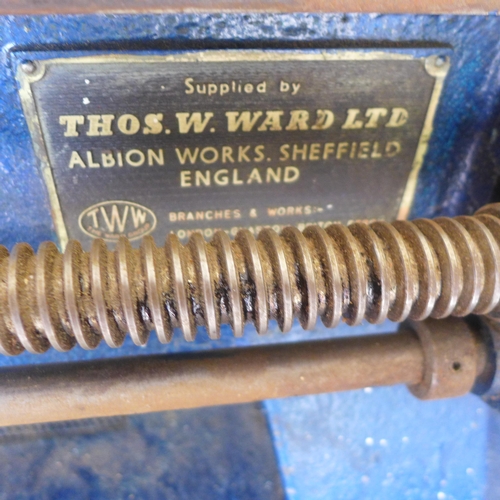 Supplied by
THOS. W. WARD LTD
ALBION WORKS. SHEFFIELD
ENGLAND
TWW
BRANCHES & WORKS:-